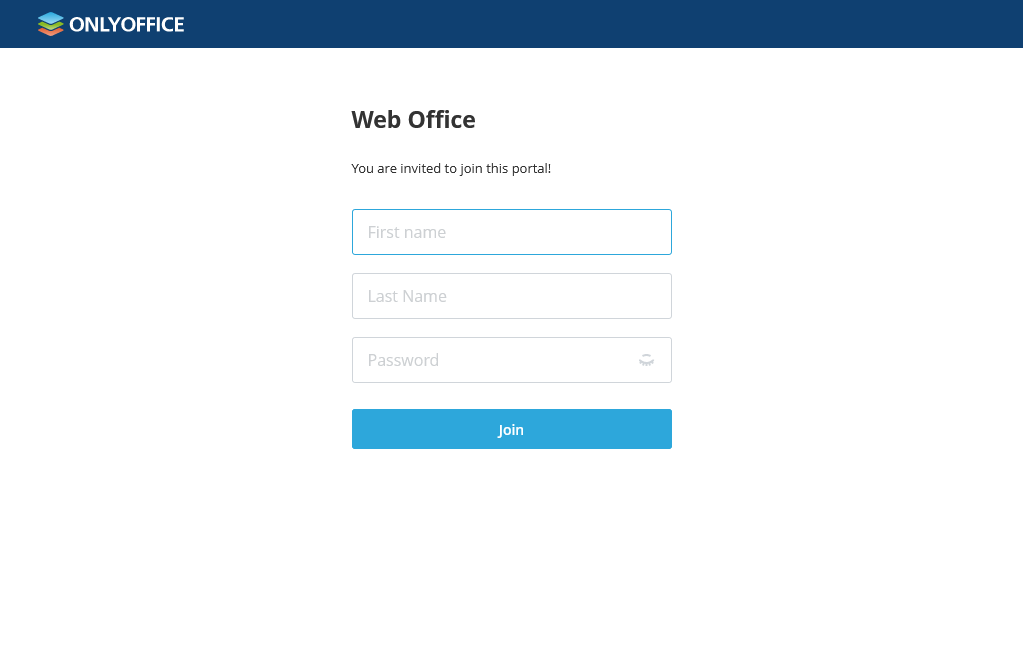 ONLYOFFICE
Web Office
You are invited to join this portal!
First name
Last Name
Password
Join